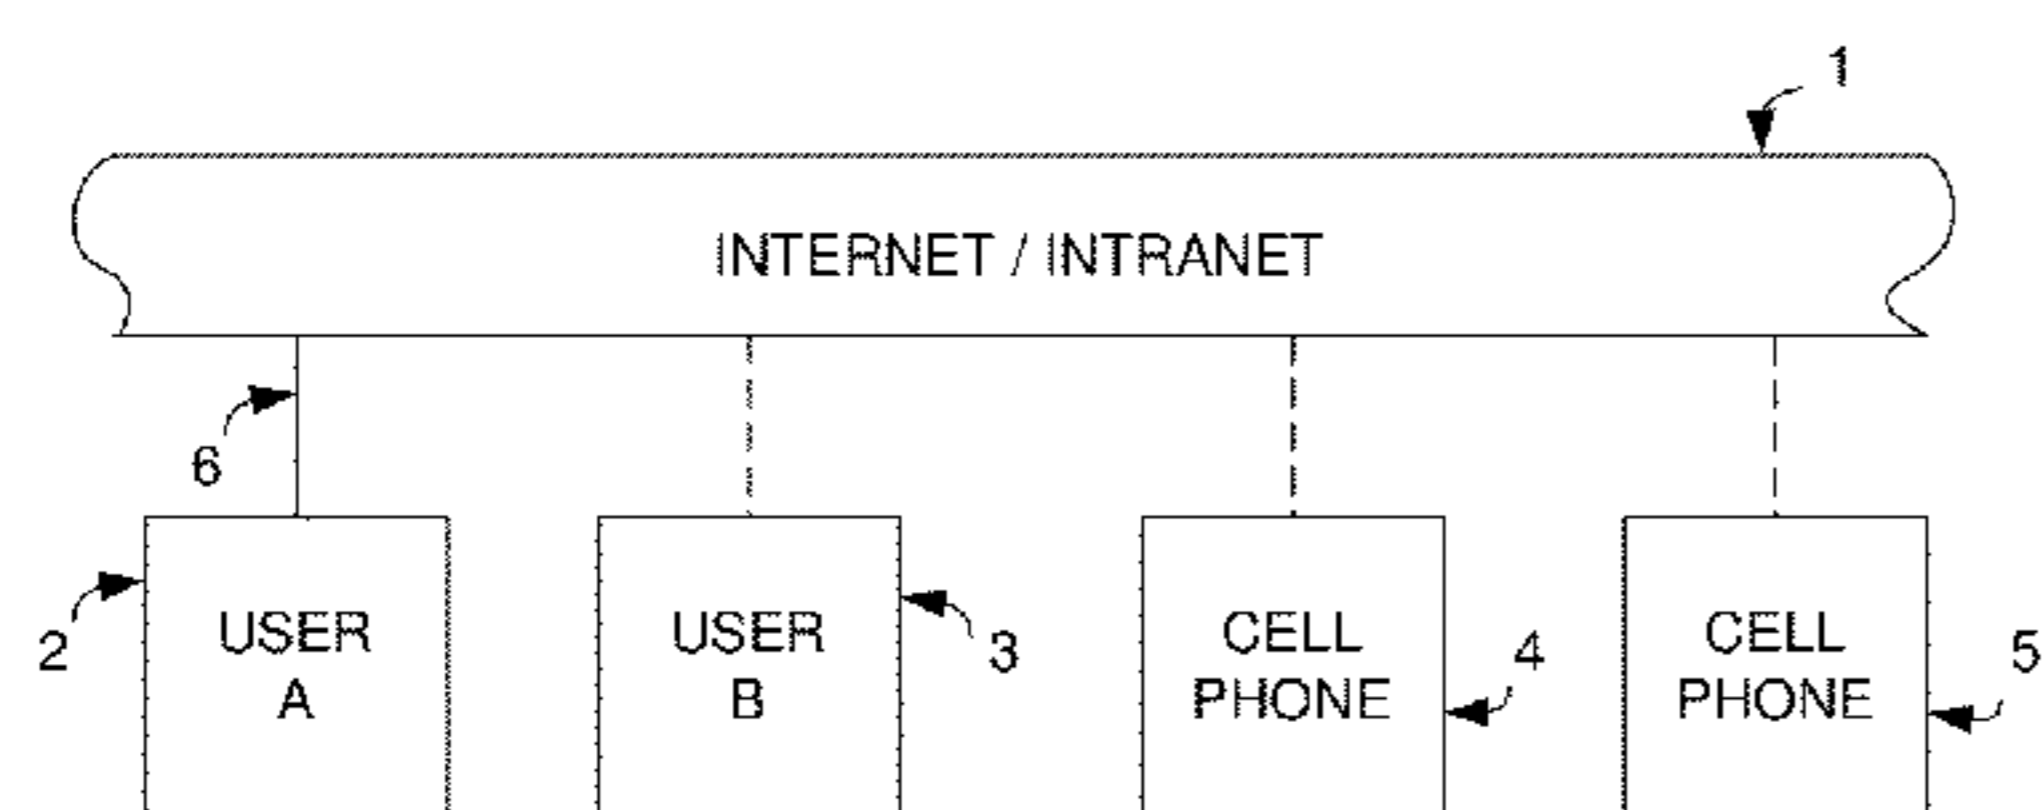 1
INTERNET / INTRANET
6
2
USER
A
USER
B
3
CELL
PHONE
4
CELL
PHONE
5